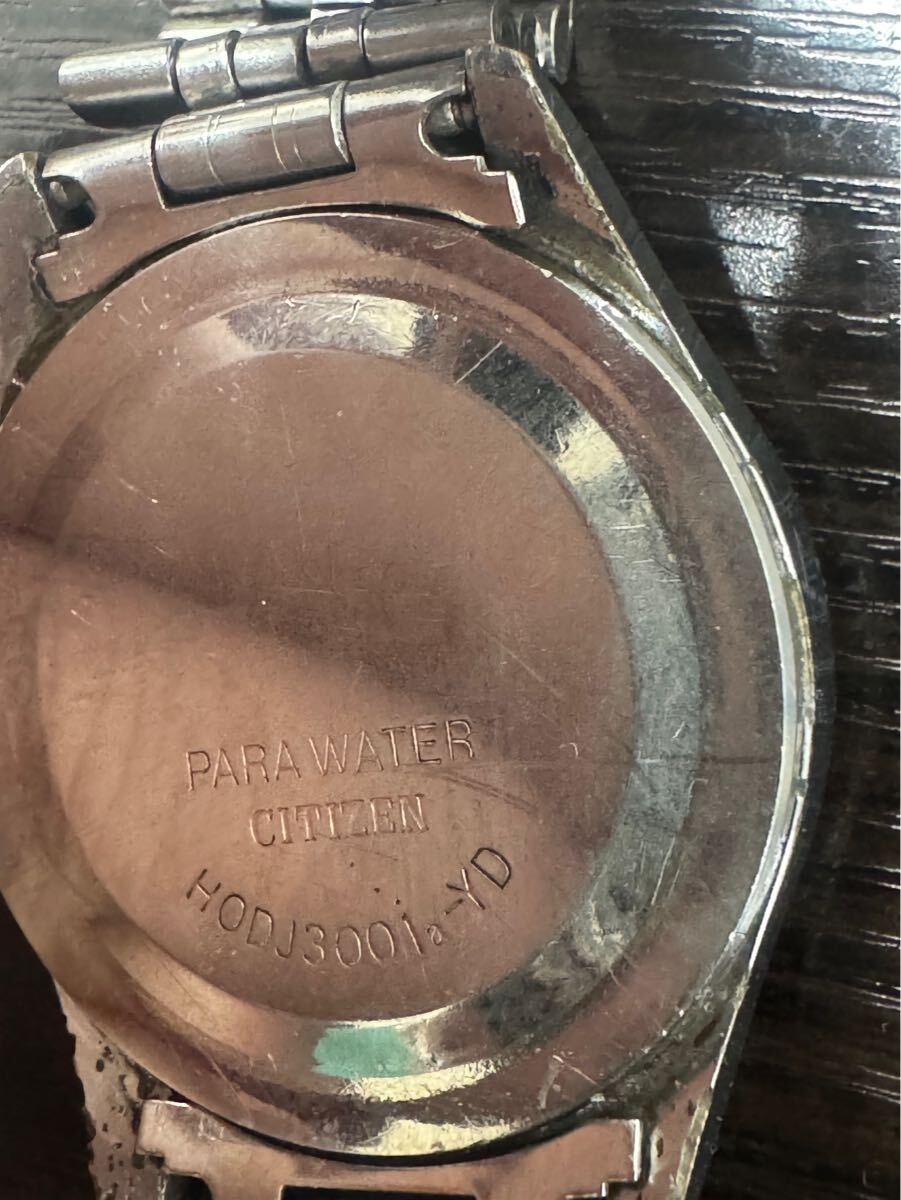 PARA WATER
CITIZEN
HODJ3001a-YD